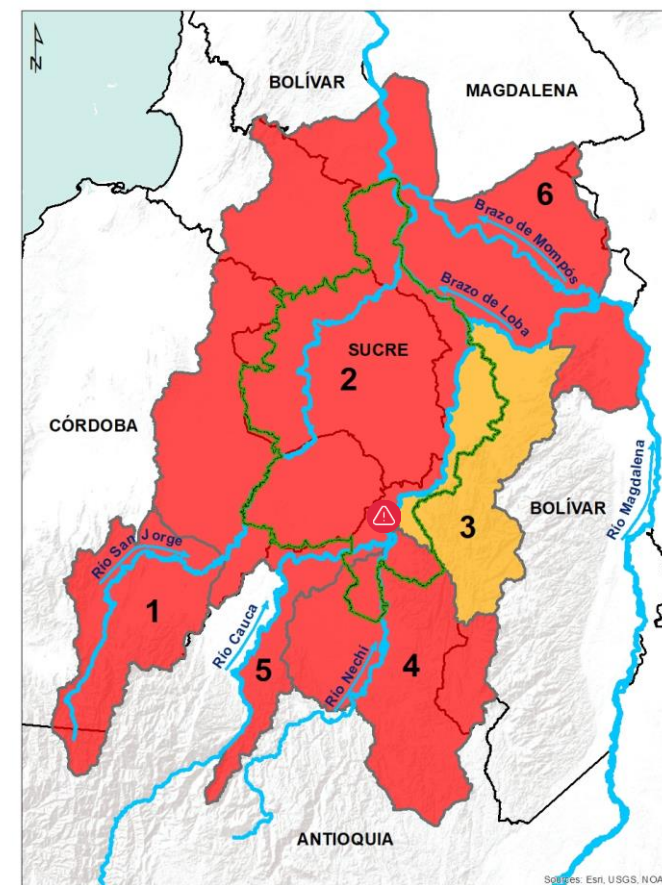 N
BOLÍVAR
MAGDALENA
6
Brazo de Mompós
Brazo de Loba
SUCRE
2
CÓRDOBA
Río Magdalena
BOLÍVAR
3
Río San Jorge
1
Río Cauca
5
Río Nechí
4
ANTIOQUIA
Sources: Esri, USGS, NOA